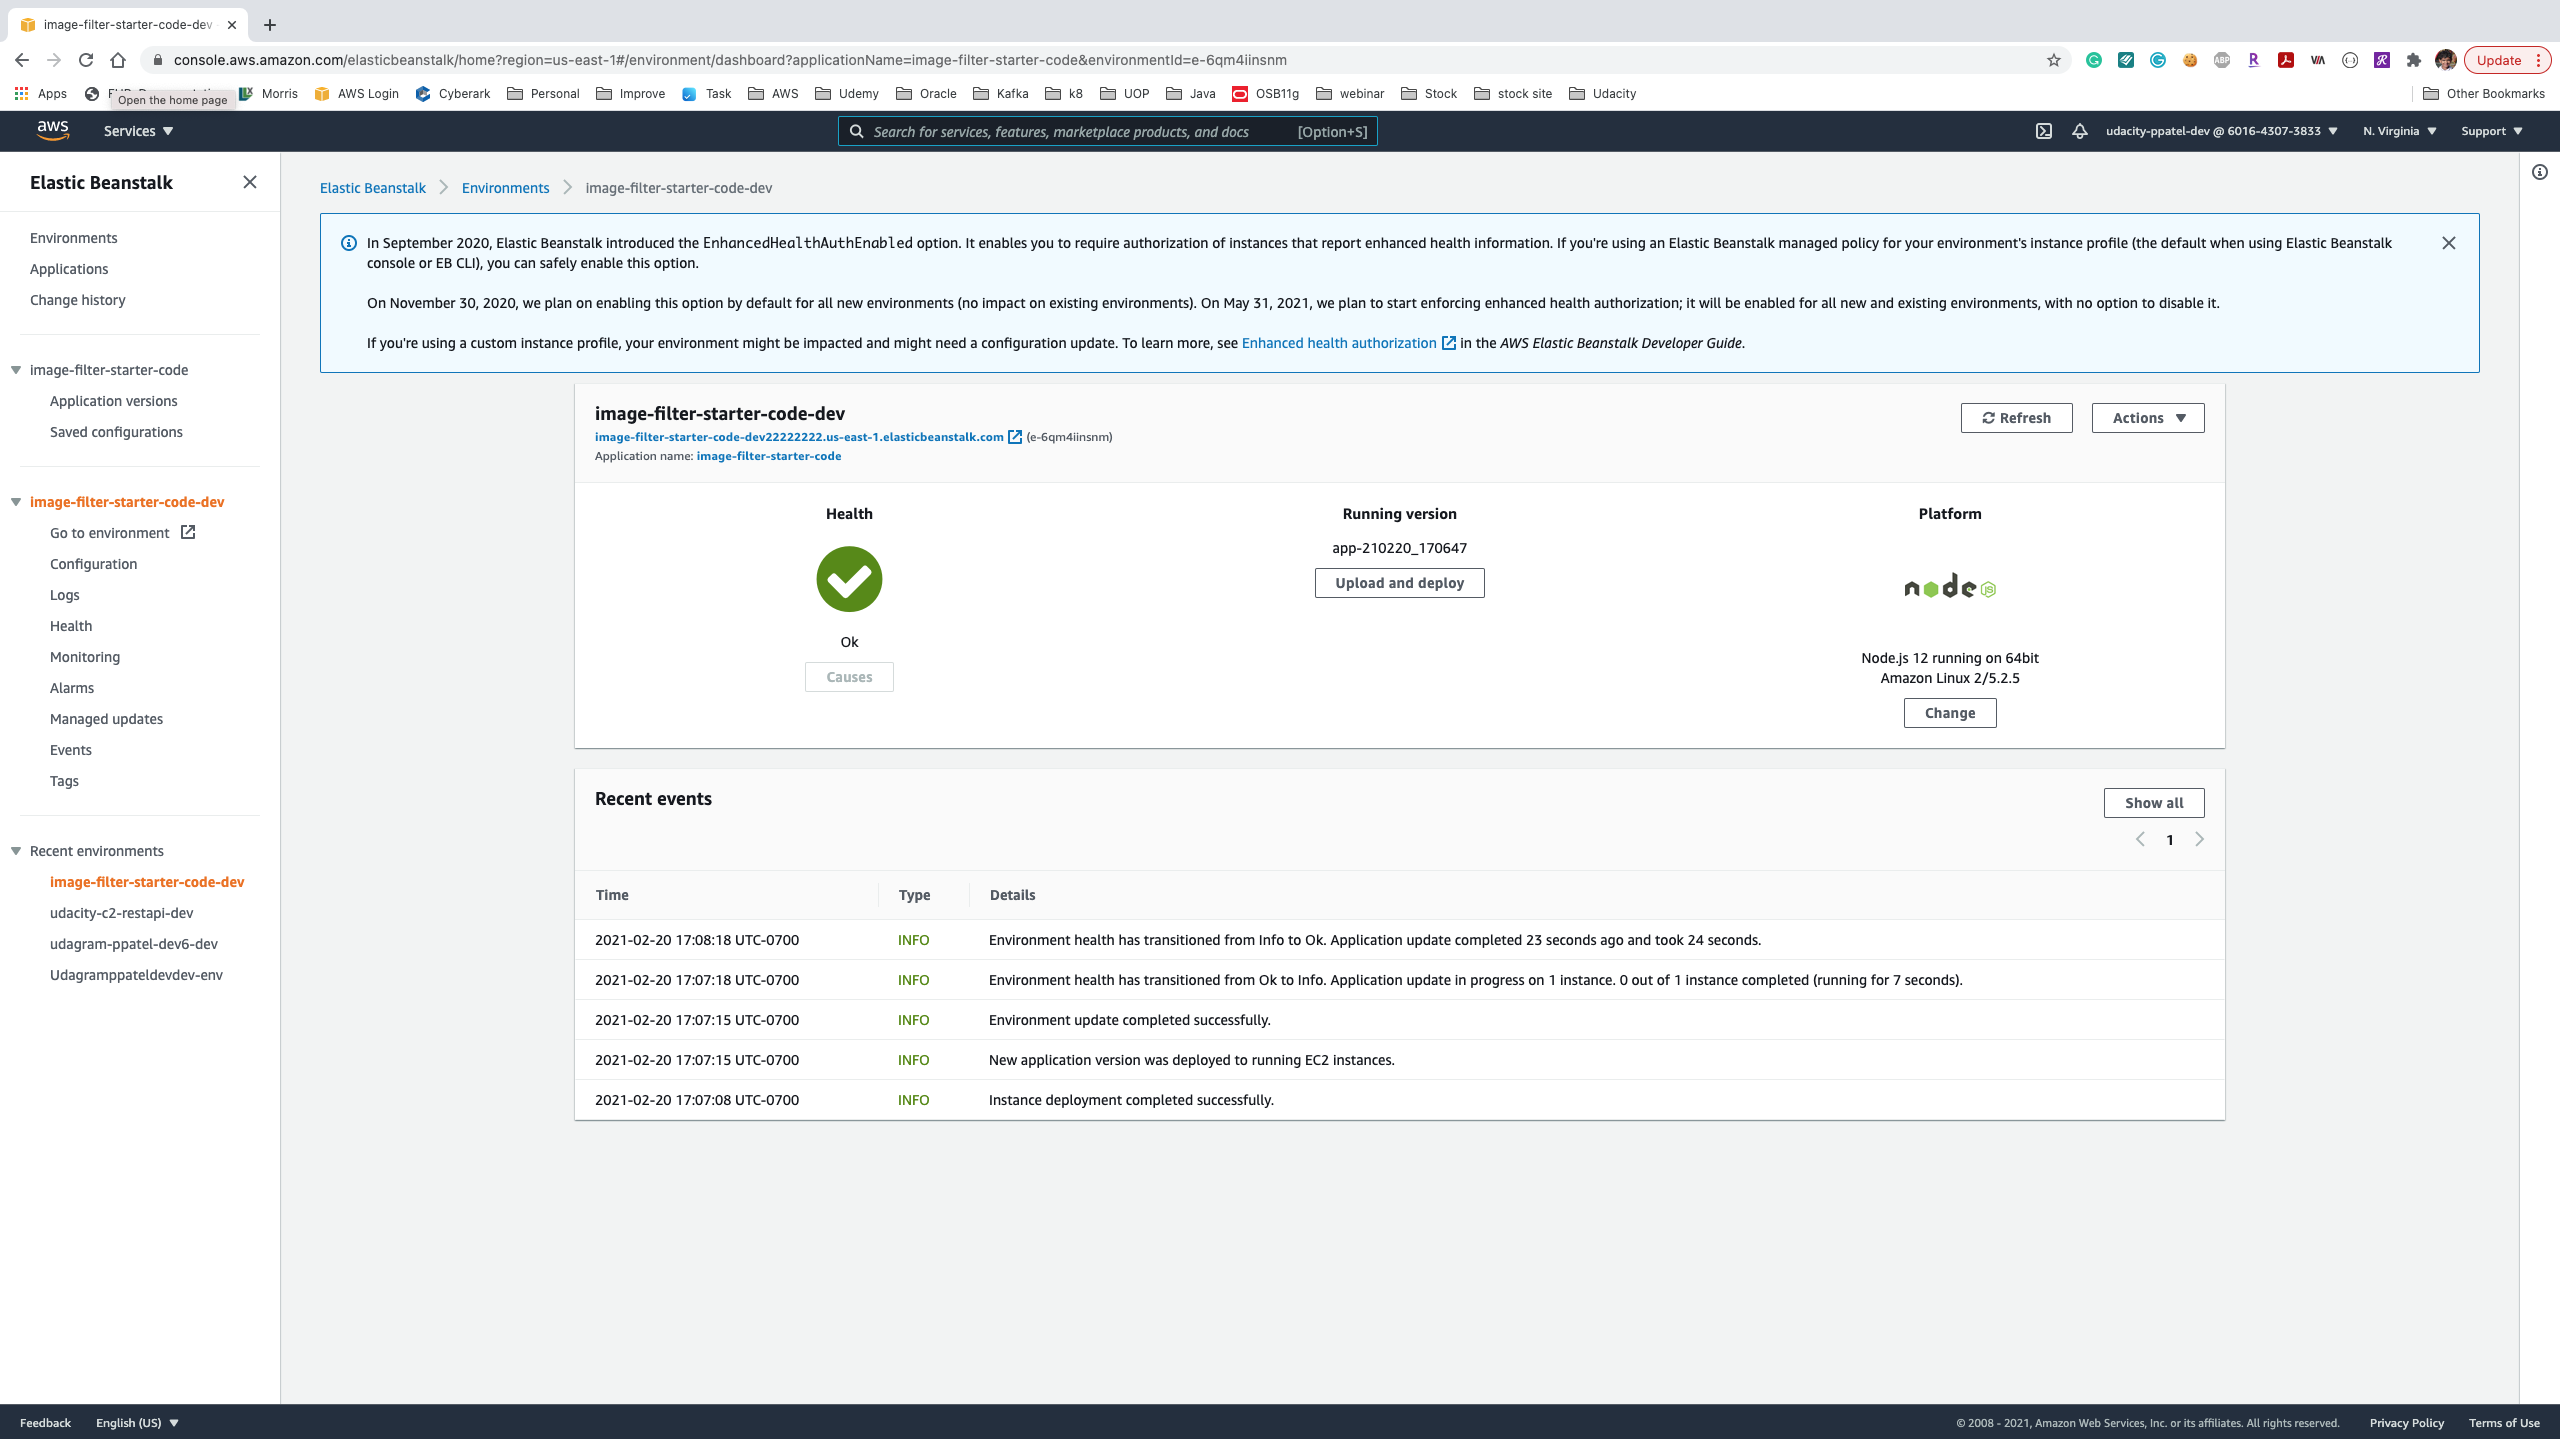 image-filter-starter-code-dev
console.aws.amazon.com/elasticbeanstalk/home?region=us-east-1#/environment/dashboard?applicationName=image-filter-starter-code&environmentId=e-6qm4iinsnm
Update
Apps
Open the home page
Morris
AWS Login
Cyberark
Personal
Improve
Task
AWS
Udemy
Oracle
Kafka
k8
UOP
Java
OSB11g
webinar
Stock
stock site
Udacity
Other Bookmarks
aws
Services
Search for services, features, marketplace products, and docs [Option+S]
udacity-ppatel-dev @ 6016-4307-3833
N. Virginia
Support
Elastic Beanstalk
Environments
Applications
Change history
image-filter-starter-code
Application versions
Saved configurations
image-filter-starter-code-dev
Go to environment
Configuration
Logs
Health
Monitoring
Alarms
Managed updates
Events
Tags
Recent environments
image-filter-starter-code-dev
udacity-c2-restapi-dev
udagram-ppatel-dev6-dev
Udagramppateldevdev-env
Elastic Beanstalk > Environments > image-filter-starter-code-dev
In September 2020, Elastic Beanstalk introduced the EnhancedHealthAuthEnabled option. It enables you to require authorization of instances that report enhanced health information. If you're using an Elastic Beanstalk managed policy for your environment's instance profile (the default when using Elastic Beanstalk
console or EB CLI), you can safely enable this option.
On November 30, 2020, we plan on enabling this option by default for all new environments (no impact on existing environments). On May 31, 2021, we plan to start enforcing enhanced health authorization; it will be enabled for all new and existing environments, with no option to disable it.
If you're using a custom instance profile, your environment might be impacted and might need a configuration update. To learn more, see Enhanced health authorization in the AWS Elastic Beanstalk Developer Guide.
image-filter-starter-code-dev
image-filter-starter-code-dev22222222.us-east-1.elasticbeanstalk.com (e-6qm4iinsnm)
Application name: image-filter-starter-code
Refresh
Actions
Health
Ok
Causes
Running version
app-210220_170647
Upload and deploy
Platform
node JS
Node.js 12 running on 64bit
Amazon Linux 2/5.2.5
Change
Recent events
Show all
1
Time Type Details
2021-02-20 17:08:18 UTC-0700 INFO Environment health has transitioned from Info to Ok. Application update completed 23 seconds ago and took 24 seconds.
2021-02-20 17:07:18 UTC-0700 INFO Environment health has transitioned from Ok to Info. Application update in progress on 1 instance. 0 out of 1 instance completed (running for 7 seconds).
2021-02-20 17:07:15 UTC-0700 INFO Environment update completed successfully.
2021-02-20 17:07:15 UTC-0700 INFO New application version was deployed to running EC2 instances.
2021-02-20 17:07:08 UTC-0700 INFO Instance deployment completed successfully.
Feedback
English (US)
© 2008 - 2021, Amazon Web Services, Inc. or its affiliates. All rights reserved.
Privacy Policy
Terms of Use